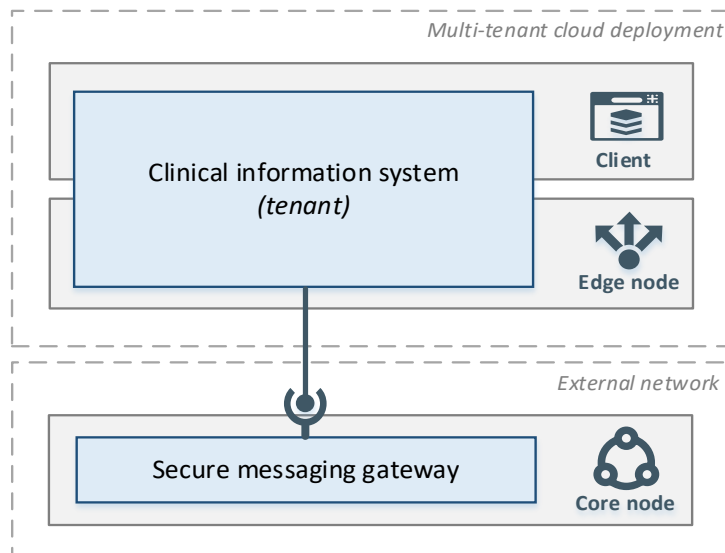 Multi-tenant cloud deployment
Clinical information system
(tenant)
Client
Edge node
External network
Secure messaging gateway
Core node